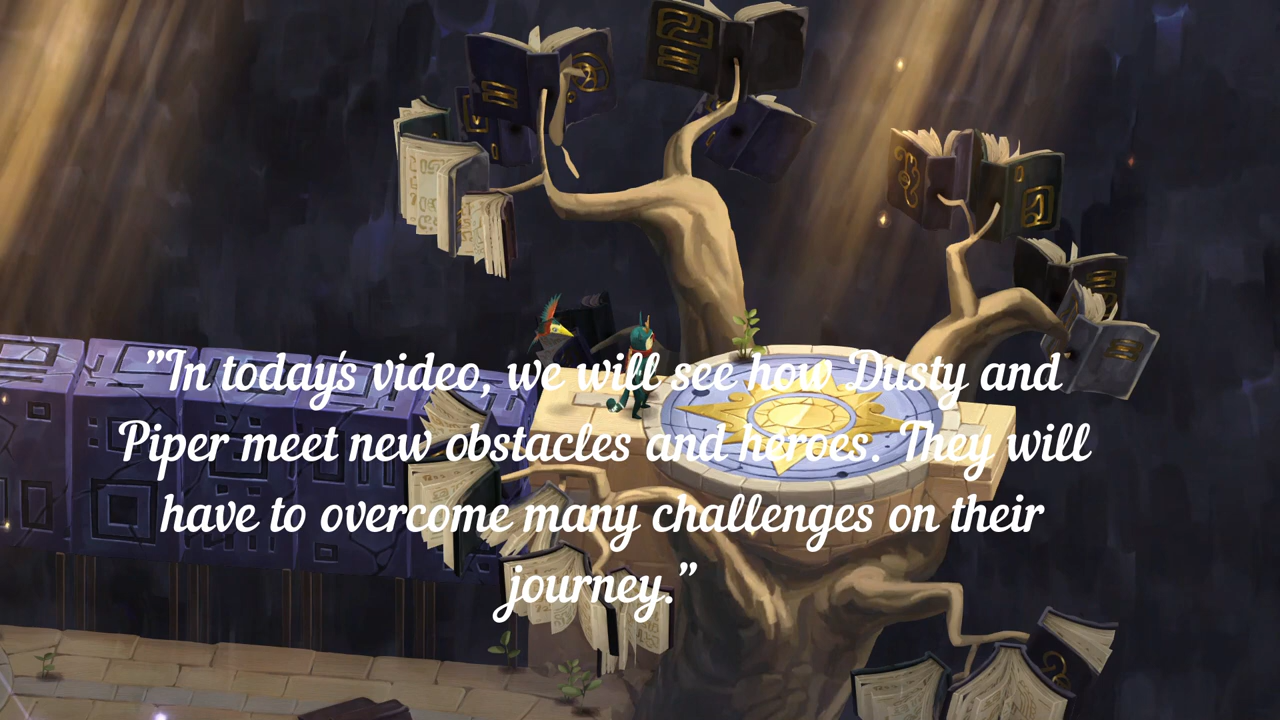 "In today's video, we will see how Dusty and
Piper meet new obstacles and heroes. They will
have to overcome many challenges on their
journey."